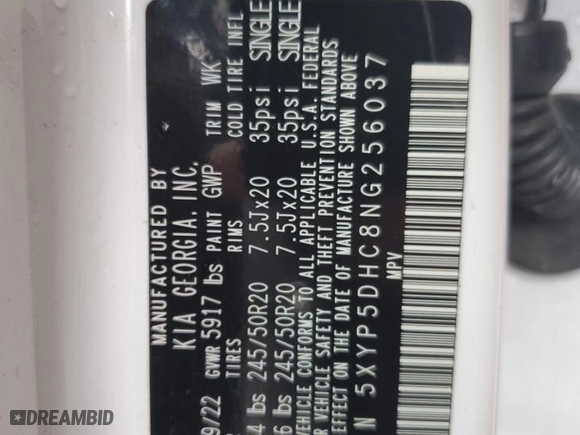 MANUFACTURED BY
KIA GEORGIA, INC.
9/22 GVWR 5917 lbs PAINT GWP TRIM WK
TIRES RIMS COLD TIRE INFL
4 lbs 245/50R20 7.5Jx20 35psi SINGLE
6 lbs 245/50R20 7.5Jx20 35psi SINGLE
VEHICLE CONFORMS TO ALL APPLICABLE U.S.A. FEDERAL
R VEHICLE SAFETY AND THEFT PREVENTION STANDARDS
EFFECT ON THE DATE OF MANUFACTURE SHOWN ABOVE
N 5XYP5DHC8NG256037
MPV
DREAMBID